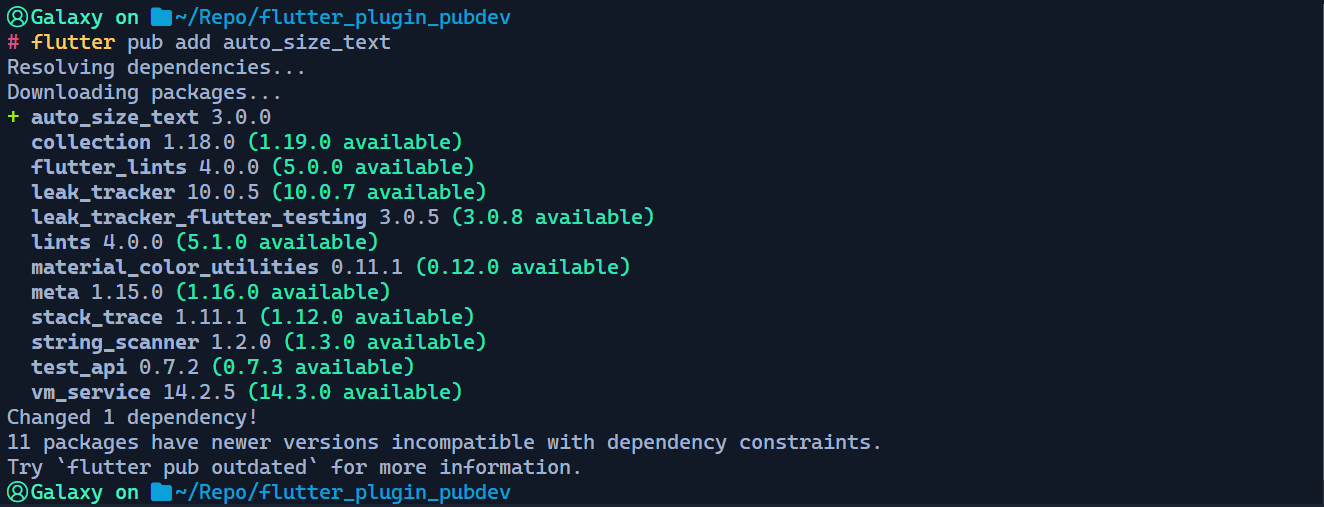 Galaxy on ~/Repo/flutter_plugin_pubdev
# flutter pub add auto_size_text
Resolving dependencies...
Downloading packages...
+ auto_size_text 3.0.0
  collection 1.18.0 (1.19.0 available)
  flutter_lints 4.0.0 (5.0.0 available)
  leak_tracker 10.0.5 (10.0.7 available)
  leak_tracker_flutter_testing 3.0.5 (3.0.8 available)
  lints 4.0.0 (5.1.0 available)
  material_color_utilities 0.11.1 (0.12.0 available)
  meta 1.15.0 (1.16.0 available)
  stack_trace 1.11.1 (1.12.0 available)
  string_scanner 1.2.0 (1.3.0 available)
  test_api 0.7.2 (0.7.3 available)
  vm_service 14.2.5 (14.3.0 available)
Changed 1 dependency!
11 packages have newer versions incompatible with dependency constraints.
Try `flutter pub outdated` for more information.
Galaxy on ~/Repo/flutter_plugin_pubdev